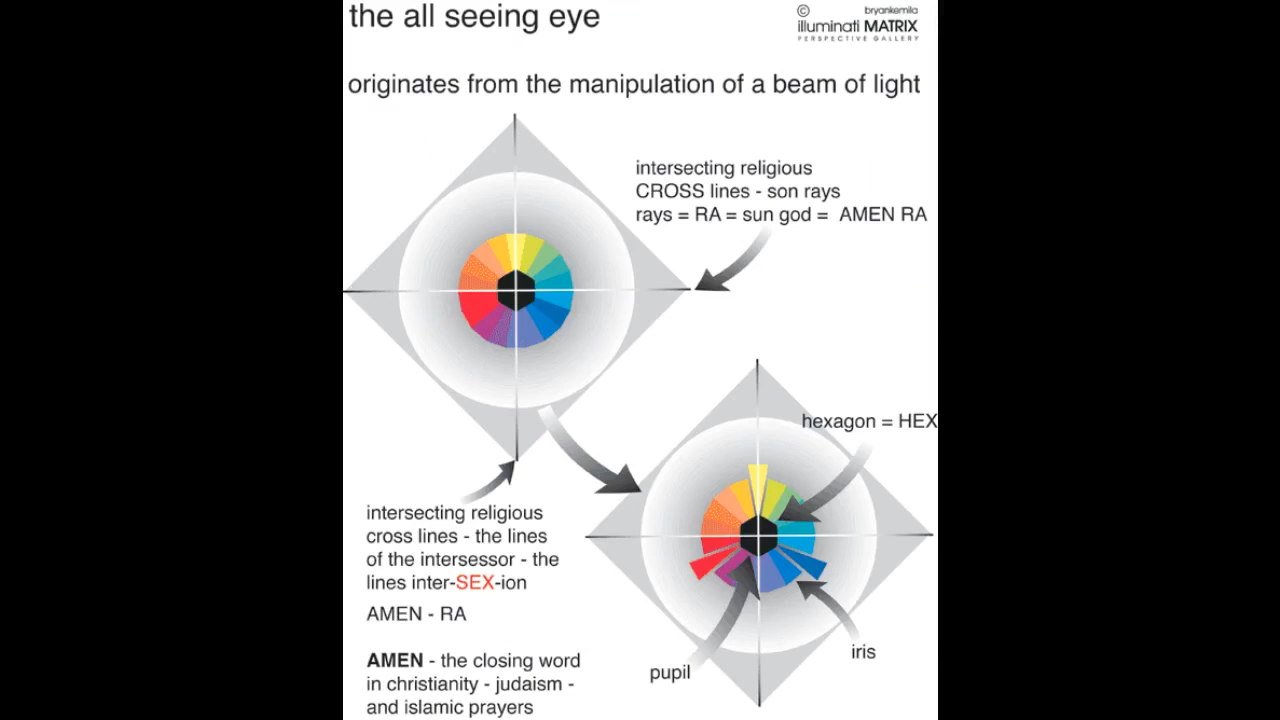 the all seeing eye
©
bryankemila
illuminati MATRIX
PERSPECTIVE GALLERY
originates from the manipulation of a beam of light
intersecting religious
CROSS lines - son rays
rays = RA = sun god = AMEN RA
hexagon = HEX
intersecting religious
cross lines - the lines
of the intersessor - the
lines inter-SEX-ion
AMEN - RA
iris
pupil
AMEN - the closing word
in christianity - judaism -
and islamic prayers